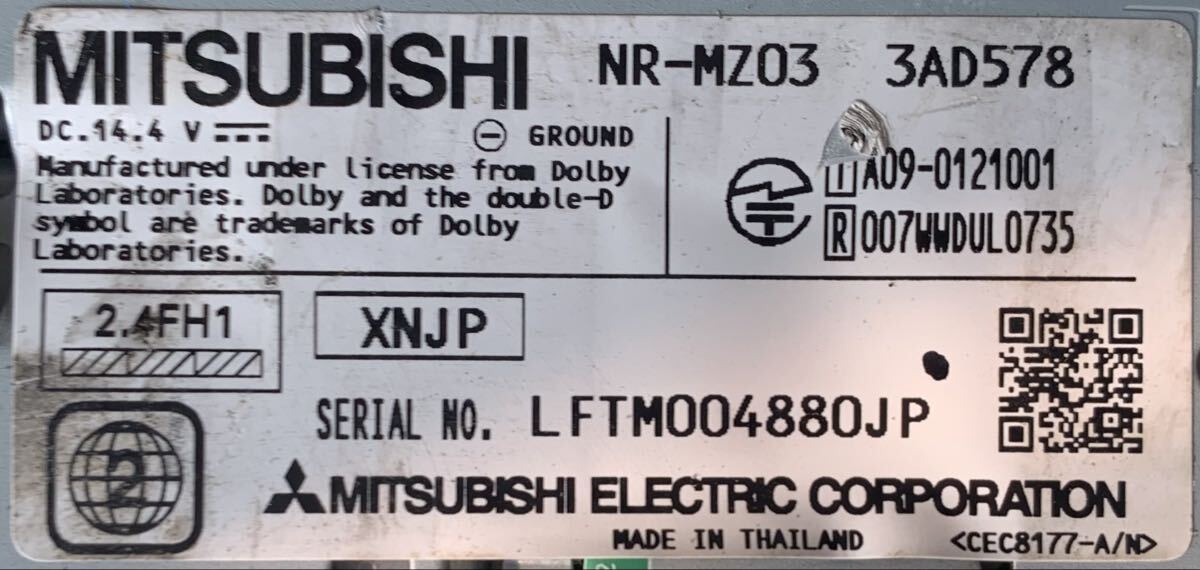 MITSUBISHI NR-MZ03 3AD578
DC.14.4 V GROUND
Manufactured under license from Dolby
Laboratories. Dolby and the double-D
symbol are trademarks of Dolby
Laboratories.
T A09-0121001
R 007WWDUL0735
2.4FH1
XNJP
2
SERIAL NO. LFTM004880JP
MITSUBISHI ELECTRIC CORPORATION
MADE IN THAILAND <CEC8177-A/N>